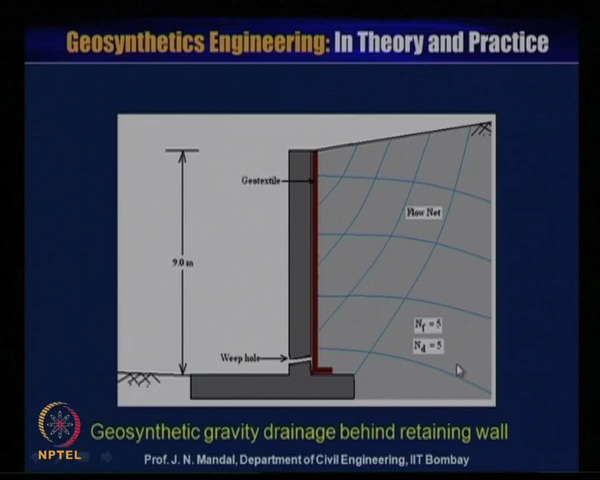 Geosynthetics Engineering: In Theory and Practice
Geotextile
Flow Net
9.0 m
N_f = 5
N_d = 5
Weep hole
NPTEL
Geosynthetic gravity drainage behind retaining wall
Prof. J. N. Mandal, Department of Civil Engineering, IIT Bombay